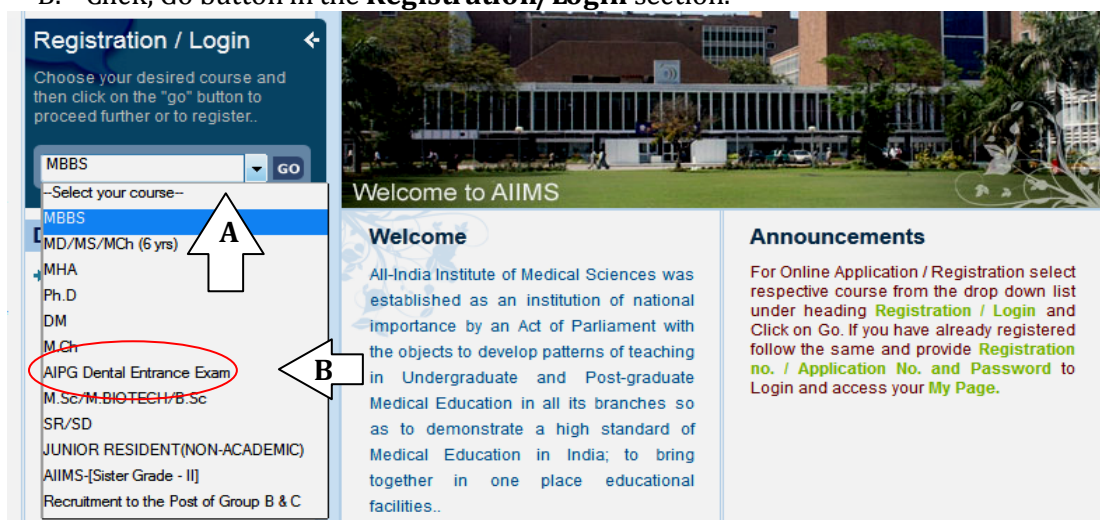 B. Click, Go button in the Registration/Login section.
Registration / Login
Choose your desired course and
then click on the "go" button to
proceed further or to register..
MBBS
GO
--Select your course--
MBBS
MD/MS/MCh (6 yrs)
MHA
Ph.D
DM
M.Ch
AIPG Dental Entrance Exam
M.Sc/M.BIOTECH/B.Sc
SR/SD
JUNIOR RESIDENT(NON-ACADEMIC)
AIIMS-[Sister Grade - II]
Recruitment to the Post of Group B & C
A
B
Welcome to AIIMS
Welcome
All-India Institute of Medical Sciences was
established as an institution of national
importance by an Act of Parliament with
the objects to develop patterns of teaching
in Undergraduate and Post-graduate
Medical Education in all its branches so
as to demonstrate a high standard of
Medical Education in India; to bring
together in one place educational
facilities..
Announcements
For Online Application / Registration select
respective course from the drop down list
under heading Registration / Login and
Click on Go. If you have already registered
follow the same and provide Registration
no. / Application No. and Password to
Login and access your My Page.